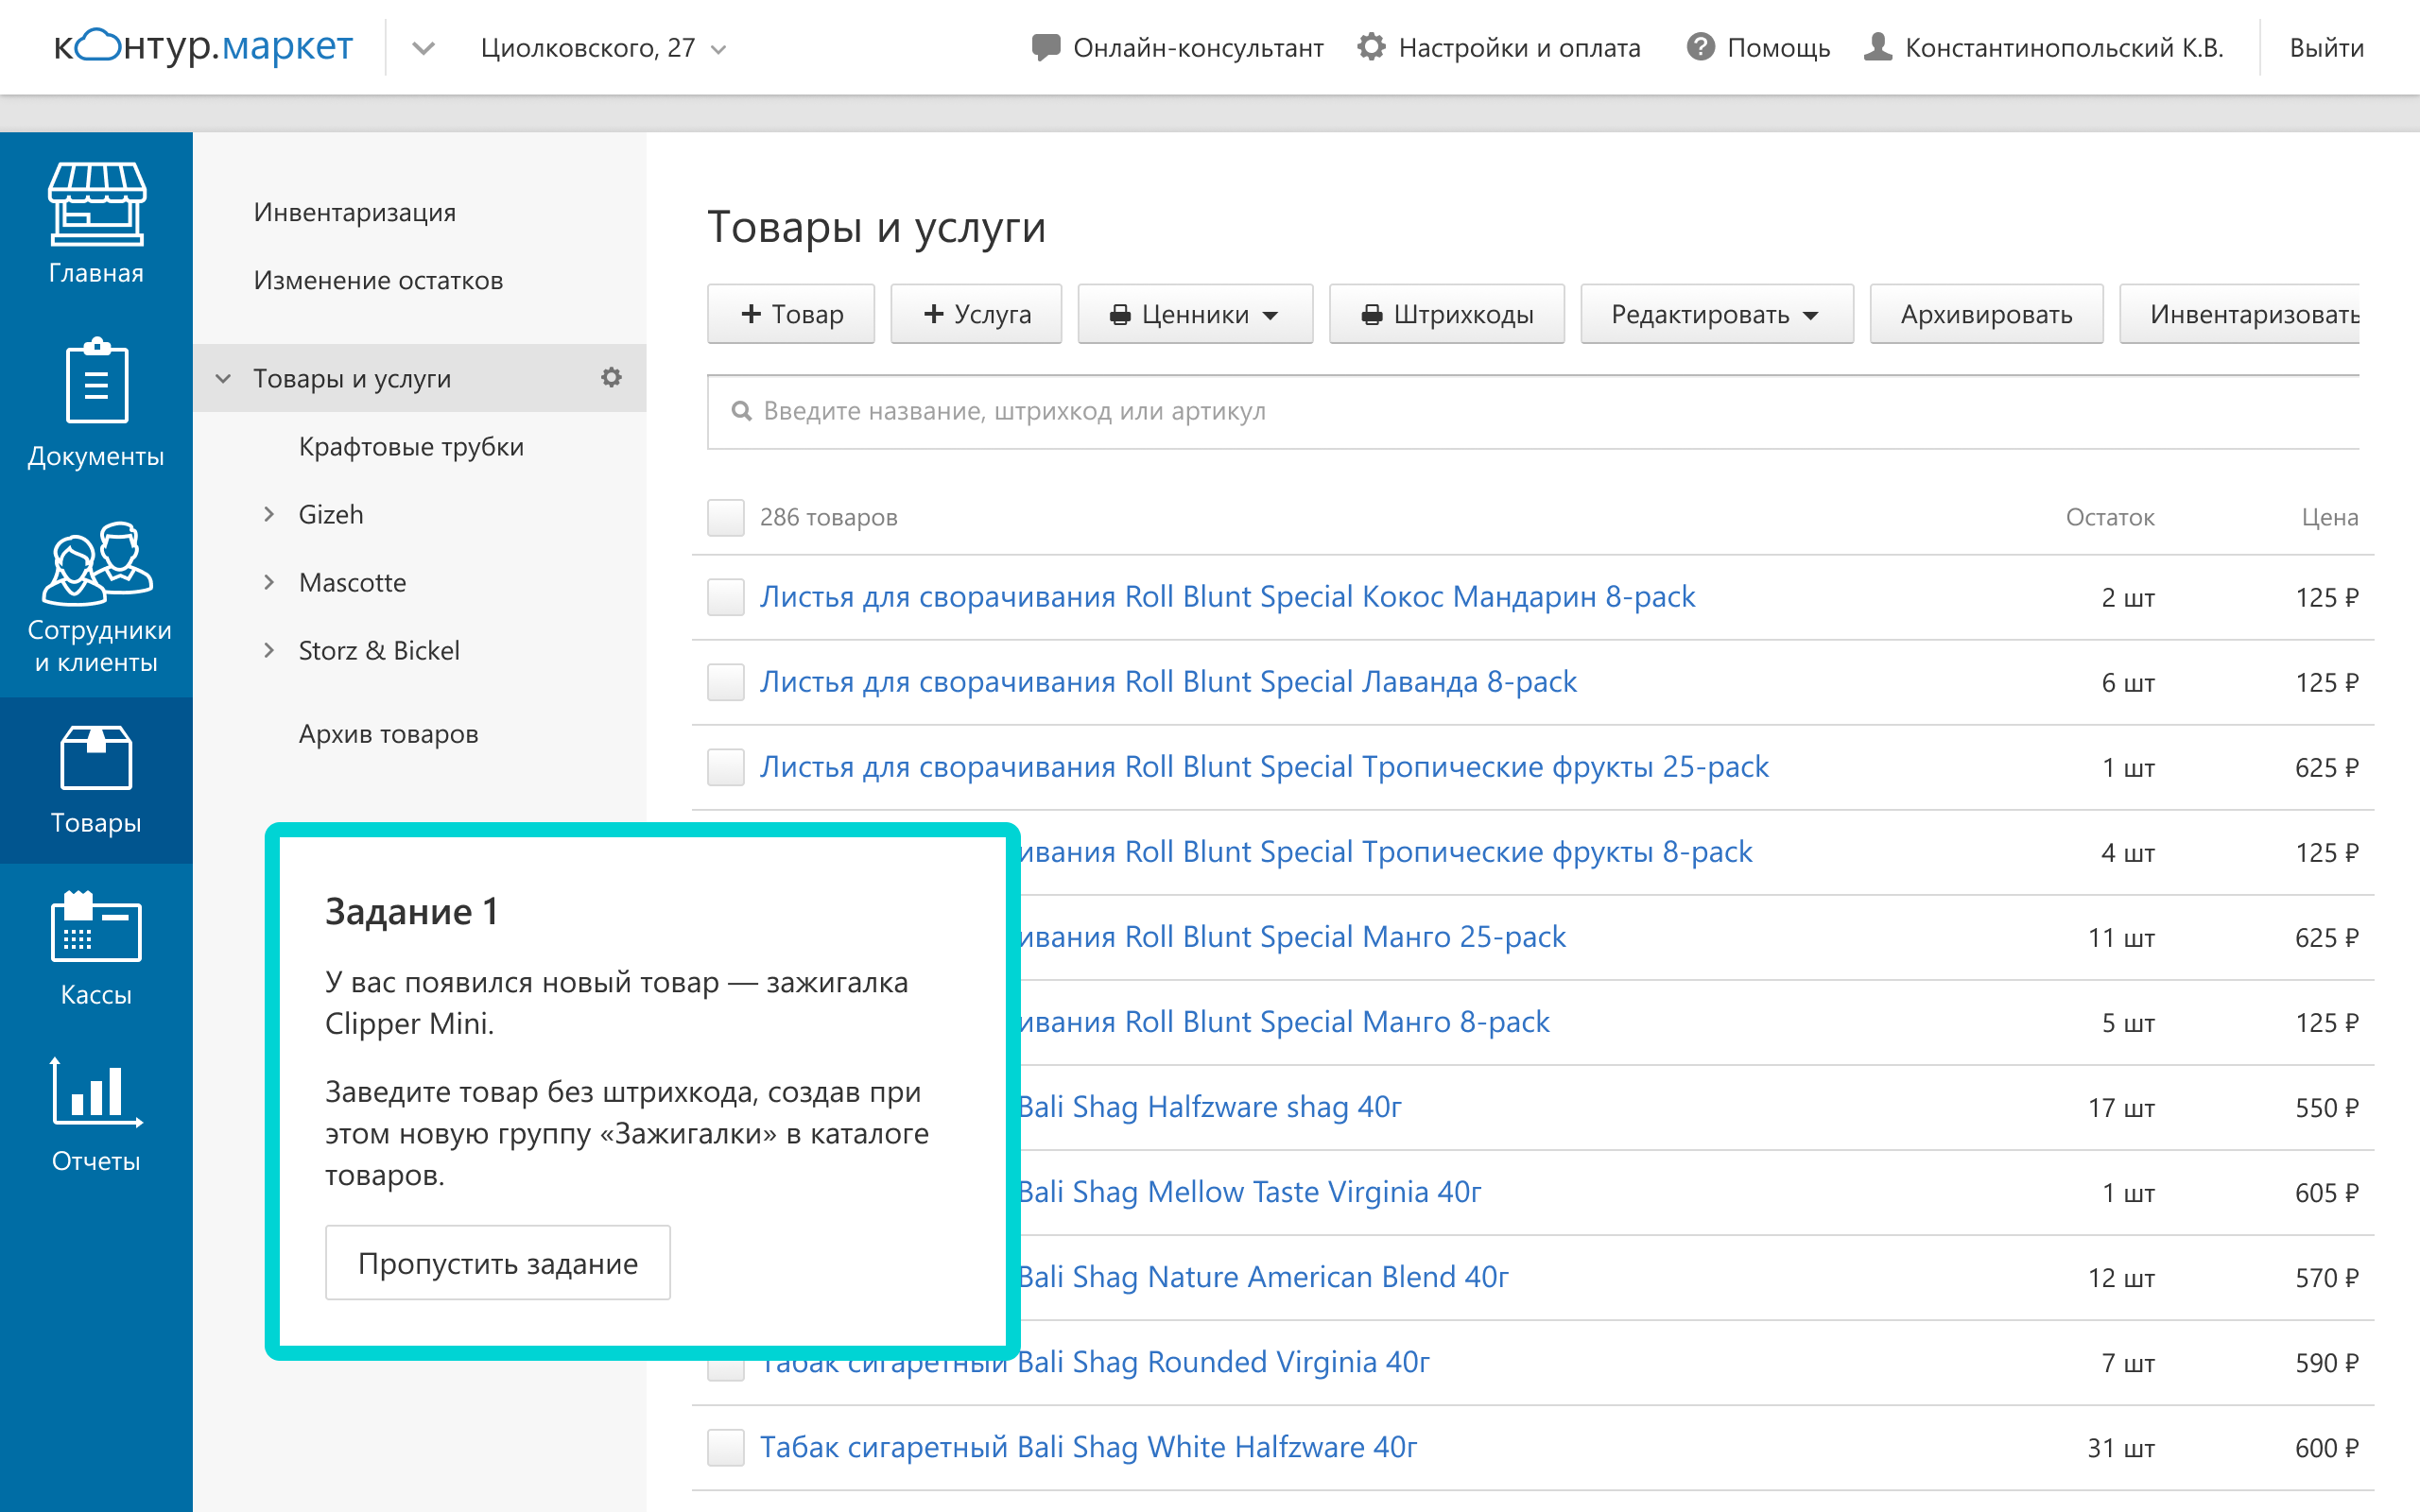 контур.маркет
Циолковского, 27
Онлайн-консультант
Настройки и оплата
Помощь
Константинопольский К.В.
Выйти
Главная
Документы
Сотрудники
и клиенты
Товары
Кассы
Отчеты
Инвентаризация
Изменение остатков
Товары и услуги
Крафтовые трубки
Gizeh
Mascotte
Storz & Bickel
Архив товаров
Товары и услуги
+ Товар
+ Услуга
Ценники
Штрихкоды
Редактировать
Архивировать
Инвентаризовать
Введите название, штрихкод или артикул
286 товаров Остаток Цена
Листья для сворачивания Roll Blunt Special Кокос Мандарин 8-pack 2 шт 125 ₽
Листья для сворачивания Roll Blunt Special Лаванда 8-pack 6 шт 125 ₽
Листья для сворачивания Roll Blunt Special Тропические фрукты 25-pack 1 шт 625 ₽
ивания Roll Blunt Special Тропические фрукты 8-pack 4 шт 125 ₽
ивания Roll Blunt Special Манго 25-pack 11 шт 625 ₽
ивания Roll Blunt Special Манго 8-pack 5 шт 125 ₽
Bali Shag Halfzware shag 40г 17 шт 550 ₽
Bali Shag Mellow Taste Virginia 40г 1 шт 605 ₽
Bali Shag Nature American Blend 40г 12 шт 570 ₽
Табак сигаретный Bali Shag Rounded Virginia 40г 7 шт 590 ₽
Табак сигаретный Bali Shag White Halfzware 40г 31 шт 600 ₽
Задание 1
У вас появился новый товар — зажигалка
Clipper Mini.
Заведите товар без штрихкода, создав при
этом новую группу «Зажигалки» в каталоге
товаров.
Пропустить задание